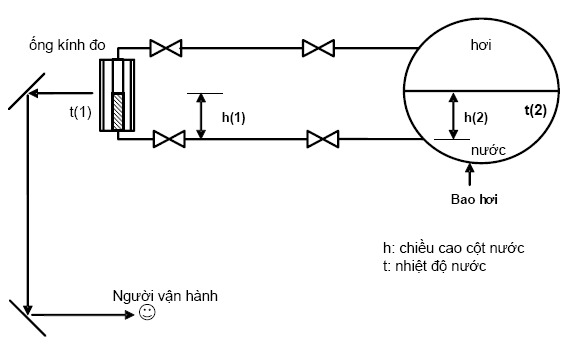 ống kính đo
hơi
t(1)
h(1)
h(2)
t(2)
nước
Bao hơi
h: chiều cao cột nước
t: nhiệt độ nước
Người vận hành